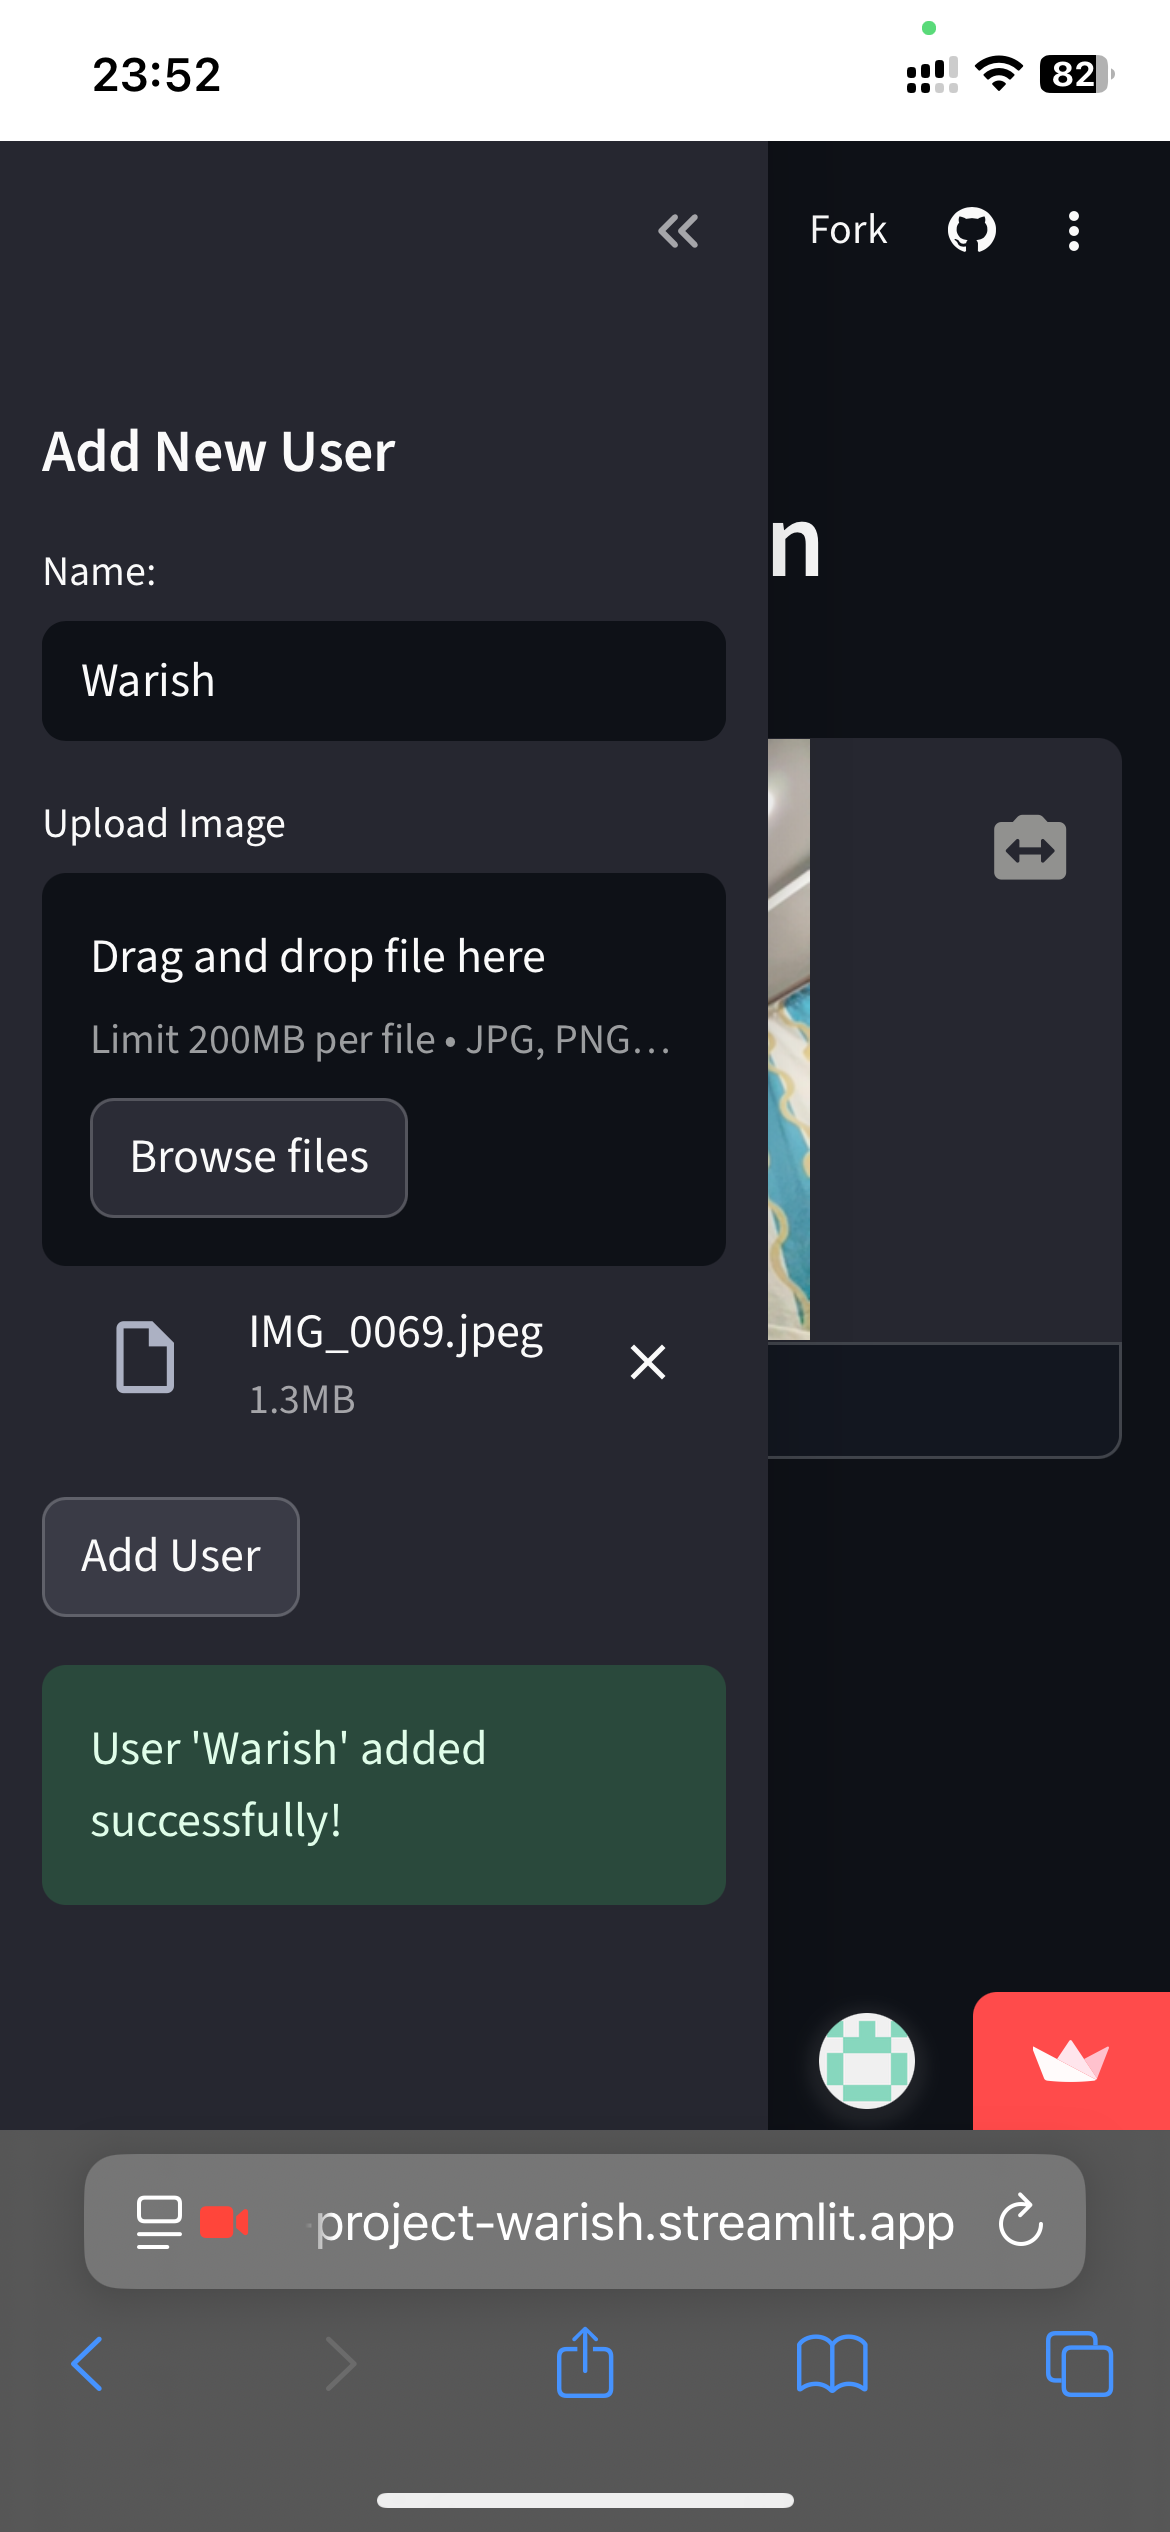 23:52
82
Fork
Add New User
n
Name:
Warish
Upload Image
Drag and drop file here
Limit 200MB per file • JPG, PNG…
Browse files
IMG_0069.jpeg
1.3MB
Add User
User 'Warish' added
successfully!
project-warish.streamlit.app